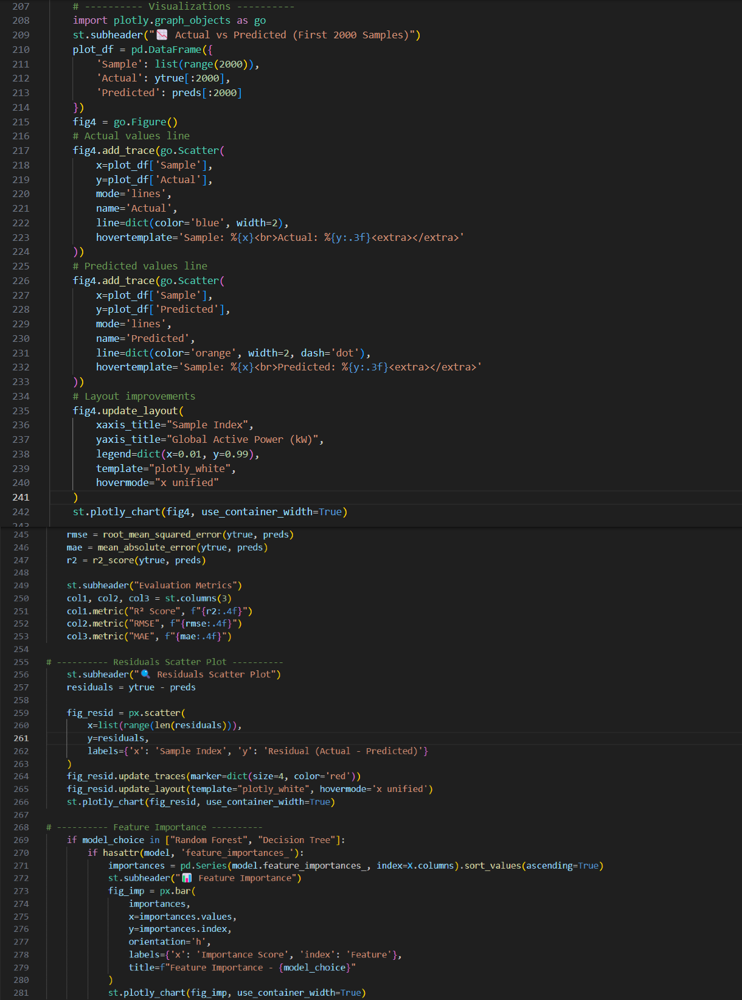 207 # ---------- Visualizations ----------
208 import plotly.graph_objects as go
209 st.subheader("📉 Actual vs Predicted (First 2000 Samples)")
210 plot_df = pd.DataFrame({
211     'Sample': list(range(2000)),
212     'Actual': ytrue[:2000],
213     'Predicted': preds[:2000]
214 })
215 fig4 = go.Figure()
216 # Actual values line
217 fig4.add_trace(go.Scatter(
218     x=plot_df['Sample'],
219     y=plot_df['Actual'],
220     mode='lines',
221     name='Actual',
222     line=dict(color='blue', width=2),
223     hovertemplate='Sample: %{x}<br>Actual: %{y:.3f}<extra></extra>'
224 ))
225 # Predicted values line
226 fig4.add_trace(go.Scatter(
227     x=plot_df['Sample'],
228     y=plot_df['Predicted'],
229     mode='lines',
230     name='Predicted',
231     line=dict(color='orange', width=2, dash='dot'),
232     hovertemplate='Sample: %{x}<br>Predicted: %{y:.3f}<extra></extra>'
233 ))
234 # Layout improvements
235 fig4.update_layout(
236     xaxis_title="Sample Index",
237     yaxis_title="Global Active Power (kW)",
238     legend=dict(x=0.01, y=0.99),
239     template="plotly_white",
240     hovermode="x unified"
241 )
242 st.plotly_chart(fig4, use_container_width=True)
243
245     rmse = root_mean_squared_error(ytrue, preds)
246     mae = mean_absolute_error(ytrue, preds)
247     r2 = r2_score(ytrue, preds)
248
249     st.subheader("Evaluation Metrics")
250     col1, col2, col3 = st.columns(3)
251     col1.metric("R² Score", f"{r2:.4f}")
252     col2.metric("RMSE", f"{rmse:.4f}")
253     col3.metric("MAE", f"{mae:.4f}")
254
255 # ---------- Residuals Scatter Plot ----------
256     st.subheader("🔍 Residuals Scatter Plot")
257     residuals = ytrue - preds
258
259     fig_resid = px.scatter(
260         x=list(range(len(residuals))),
261         y=residuals,
262         labels={'x': 'Sample Index', 'y': 'Residual (Actual - Predicted)'}
263     )
264     fig_resid.update_traces(marker=dict(size=4, color='red'))
265     fig_resid.update_layout(template="plotly_white", hovermode='x unified')
266     st.plotly_chart(fig_resid, use_container_width=True)
267
268 # ---------- Feature Importance ----------
269     if model_choice in ["Random Forest", "Decision Tree"]:
270         if hasattr(model, 'feature_importances_'):
271             importances = pd.Series(model.feature_importances_, index=X.columns).sort_values(ascending=True)
272             st.subheader("📊 Feature Importance")
273             fig_imp = px.bar(
274                 importances,
275                 x=importances.values,
276                 y=importances.index,
277                 orientation='h',
278                 labels={'x': 'Importance Score', 'index': 'Feature'},
279                 title=f"Feature Importance - {model_choice}"
280             )
281             st.plotly_chart(fig_imp, use_container_width=True)